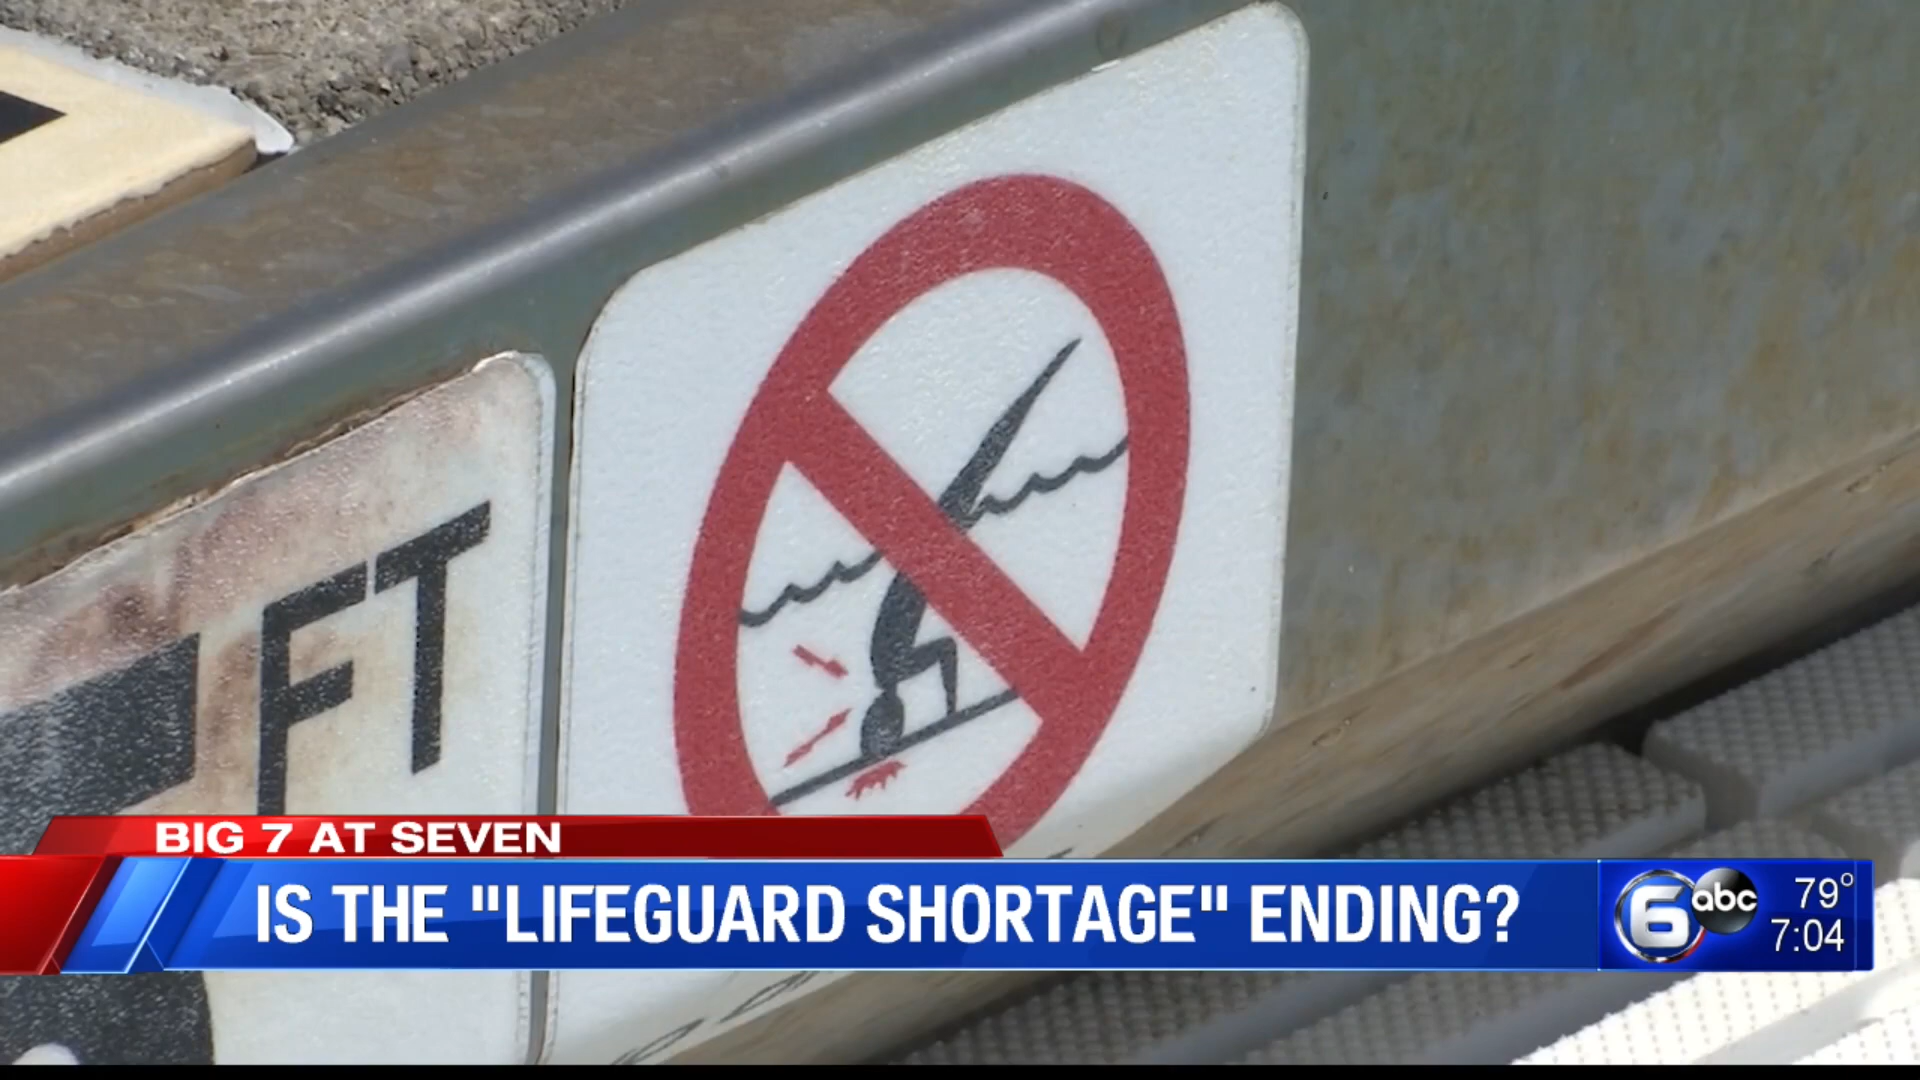 FT
BIG 7 AT SEVEN
IS THE "LIFEGUARD SHORTAGE" ENDING?
6 abc
79°
7:04